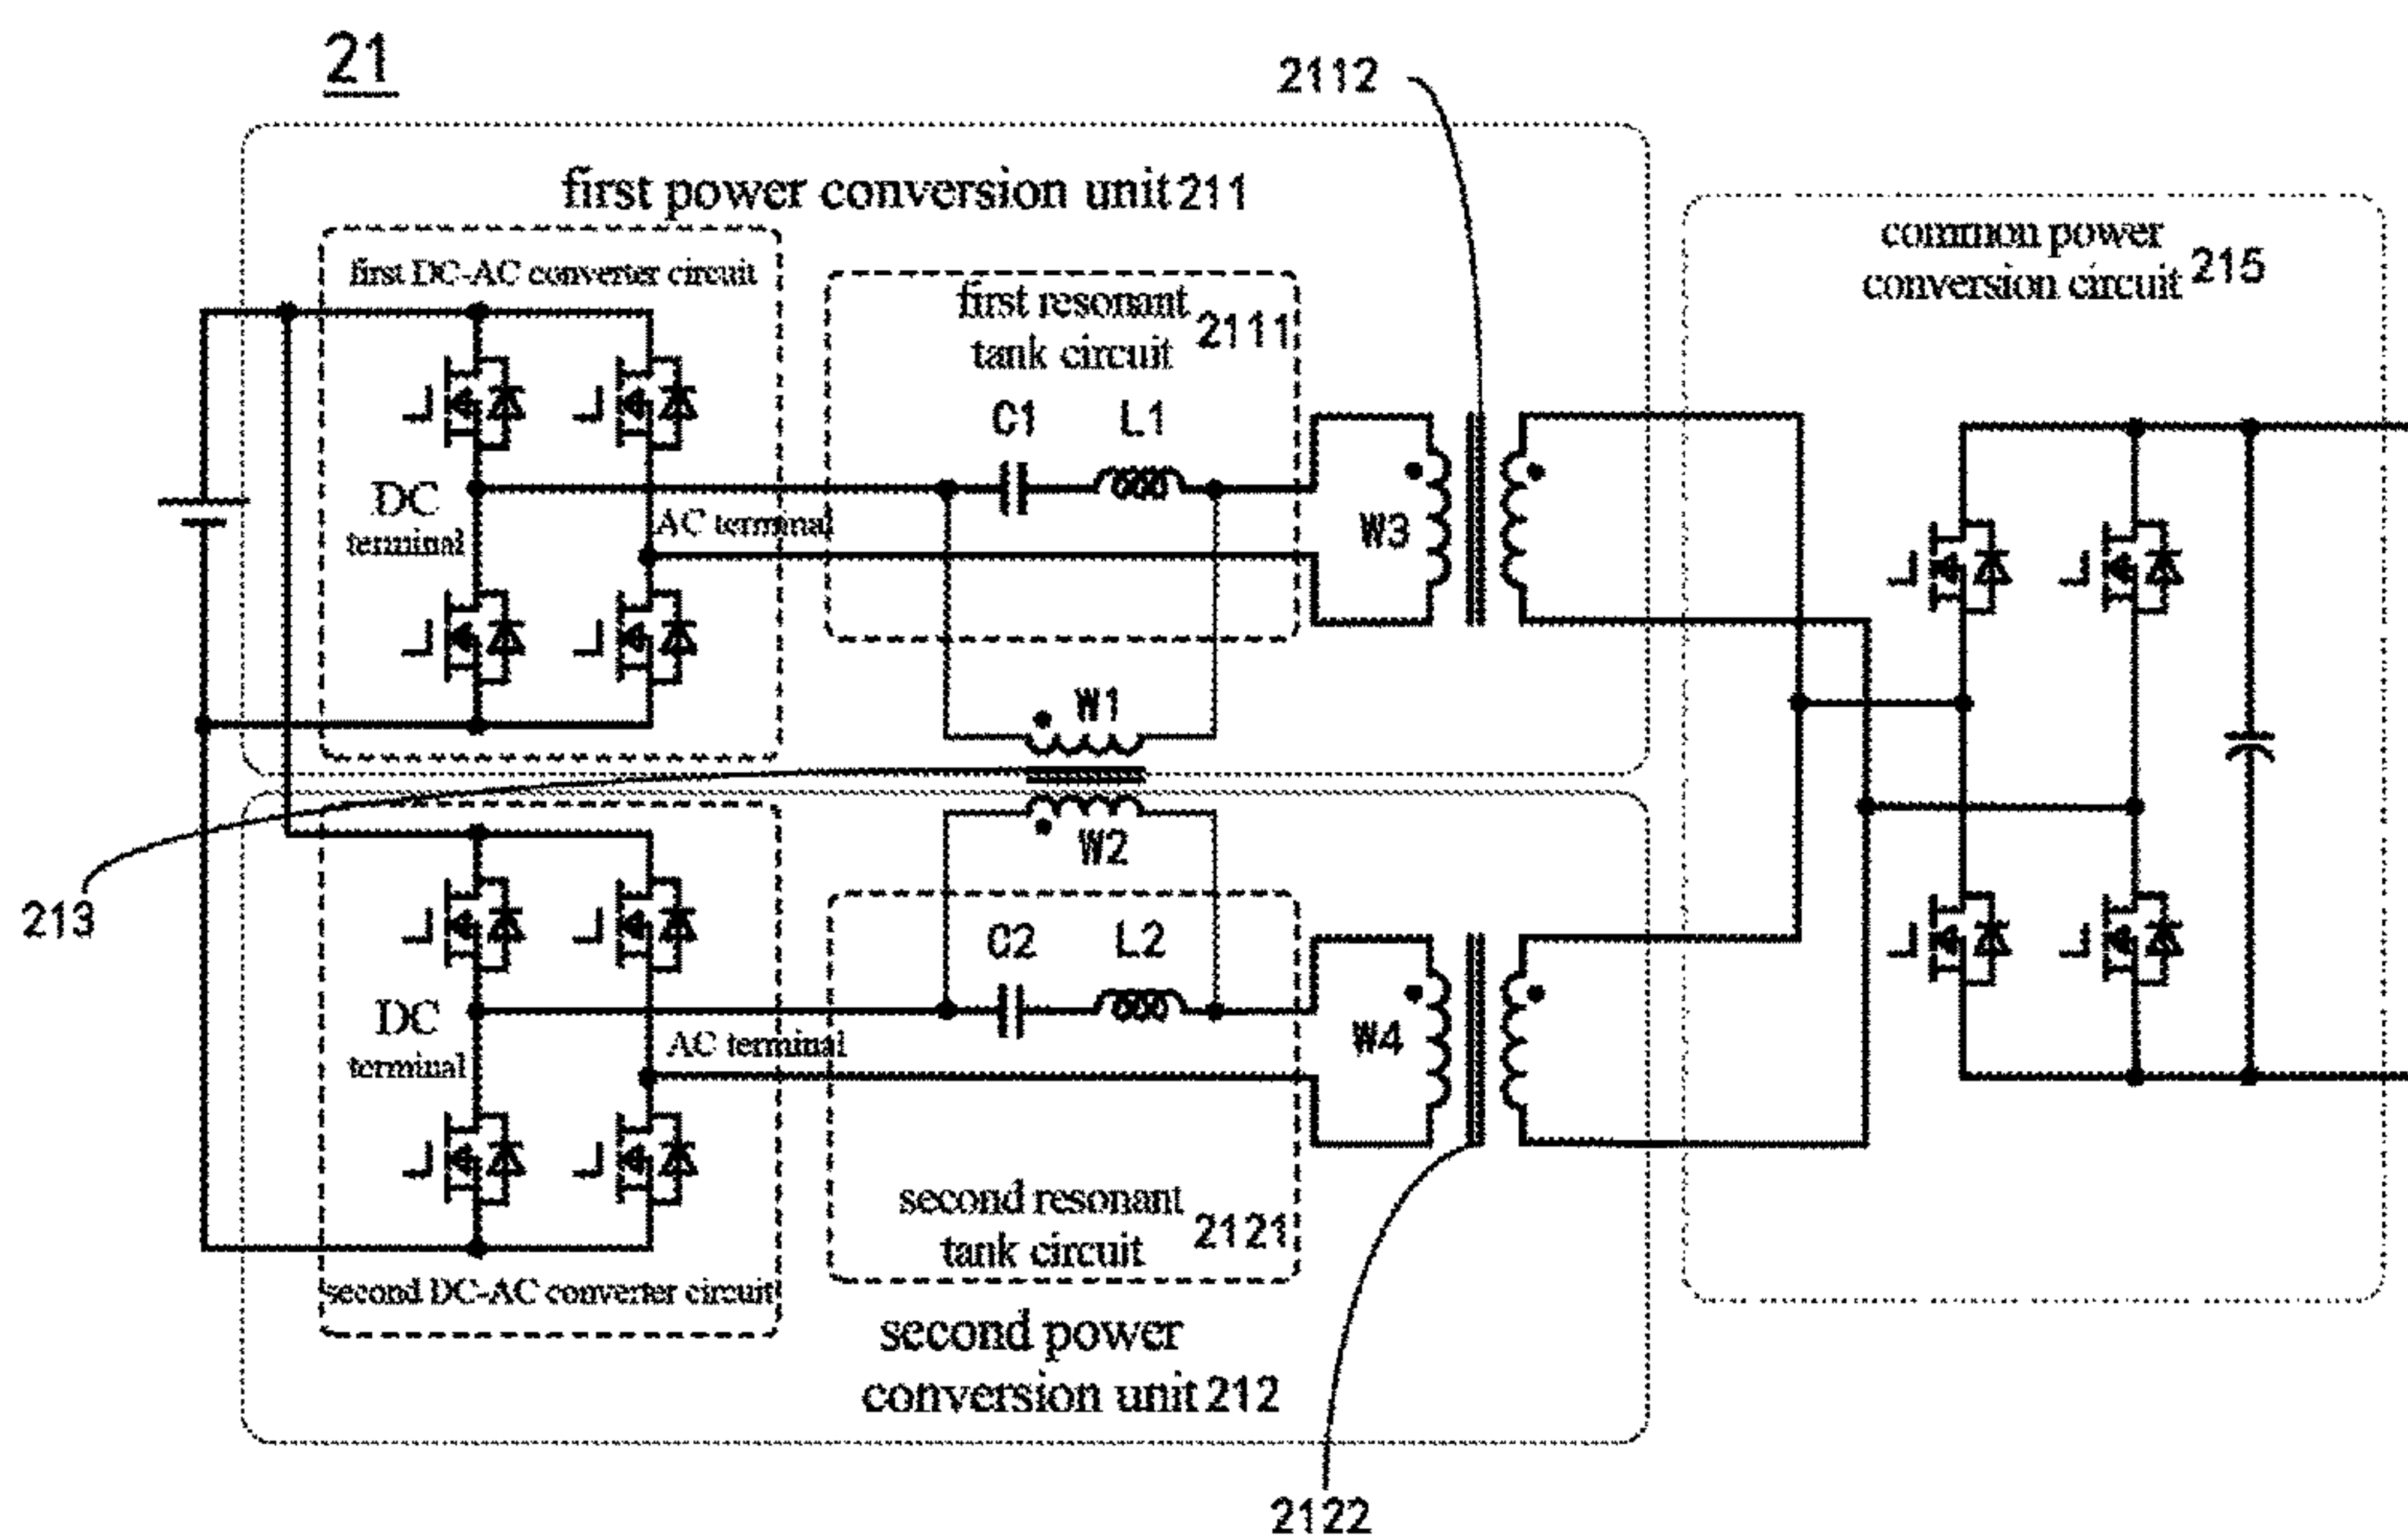 21
2112
first power conversion unit 211
common power
conversion circuit 215
first DC-AC converter circuit
first resonant
tank circuit 2111
C1 L1
DC
terminal
AC terminal
W3
W1
213
W2
C2 L2
DC
terminal
AC terminal
W4
second resonant
tank circuit 2121
second DC-AC converter circuit
second power
conversion unit 212
2122